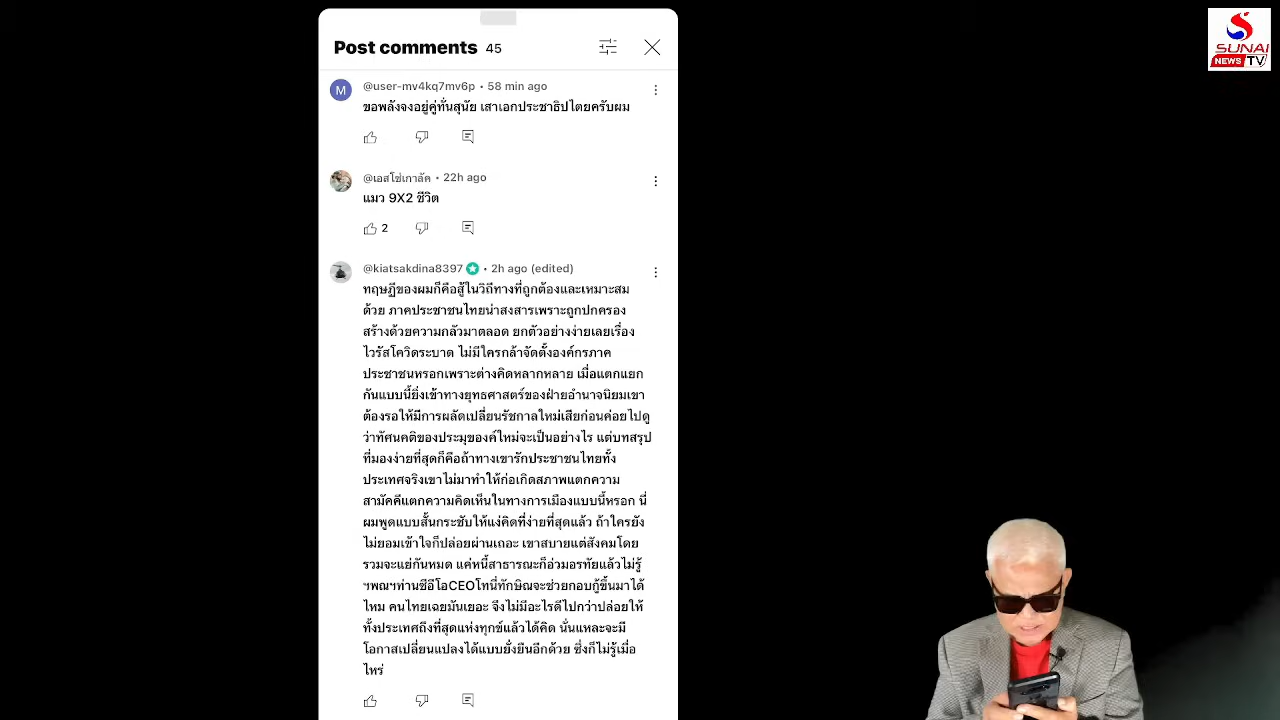 Post comments 45
SUNAI
NEWS TV
M
@user-mv4kq7mv6p • 58 min ago
ขอพลังจงอยู่คู่ทั่นสุนัย เสาเอกประชาธิปไตยครับผม
@เอสโซ่เกาลัค • 22h ago
แมว 9X2 ชีวิต
2
@kiatsakdina8397 • 2h ago (edited)
ทฤษฏีของผมก็คือสู้ในวิถีทางที่ถูกต้องและเหมาะสม
ด้วย ภาคประชาชนไทยน่าสงสารเพราะถูกปกครอง
สร้างด้วยความกลัวมาตลอด ยกตัวอย่างง่ายเลยเรื่อง
ไวรัสโควิดระบาด ไม่มีใครกล้าจัดตั้งองค์กรภาค
ประชาชนหรอกเพราะต่างคิดหลากหลาย เมื่อแตกแยก
กันแบบนี้ยิ่งเข้าทางยุทธศาสตร์ของฝ่ายอำนาจนิยมเขา
ต้องรอให้มีการผลัดเปลี่ยนรัชกาลใหม่เสียก่อนค่อยไปดู
ว่าทัศนคติของประมุของค์ใหม่จะเป็นอย่างไร แต่บทสรุป
ที่มองง่ายที่สุดก็คือถ้าทางเขารักประชาชนไทยทั้ง
ประเทศจริงเขาไม่มาทำให้ก่อเกิดสภาพแตกความ
สามัคคีแตกความคิดเห็นในทางการเมืองแบบนี้หรอก นี่
ผมพูดแบบสั้นกระชับให้แง่คิดที่ง่ายที่สุดแล้ว ถ้าใครยัง
ไม่ยอมเข้าใจก็ปล่อยผ่านเถอะ เขาสบายแต่สังคมโดย
รวมจะแย่กันหมด แค่หนี้สาธารณะก็อ่วมอรทัยแล้วไม่รู้
ฯพณฯท่านซีอีโอCEOโทนี่ทักษิณจะช่วยกอบกู้ขึ้นมาได้
ไหม คนไทยเฉยมันเยอะ จึงไม่มีอะไรดีไปกว่าปล่อยให้
ทั้งประเทศถึงที่สุดแห่งทุกข์แล้วได้คิด นั่นแหละจะมี
โอกาสเปลี่ยนแปลงได้แบบยั่งยืนอีกด้วย ซึ่งก็ไม่รู้เมื่อ
ไหร่